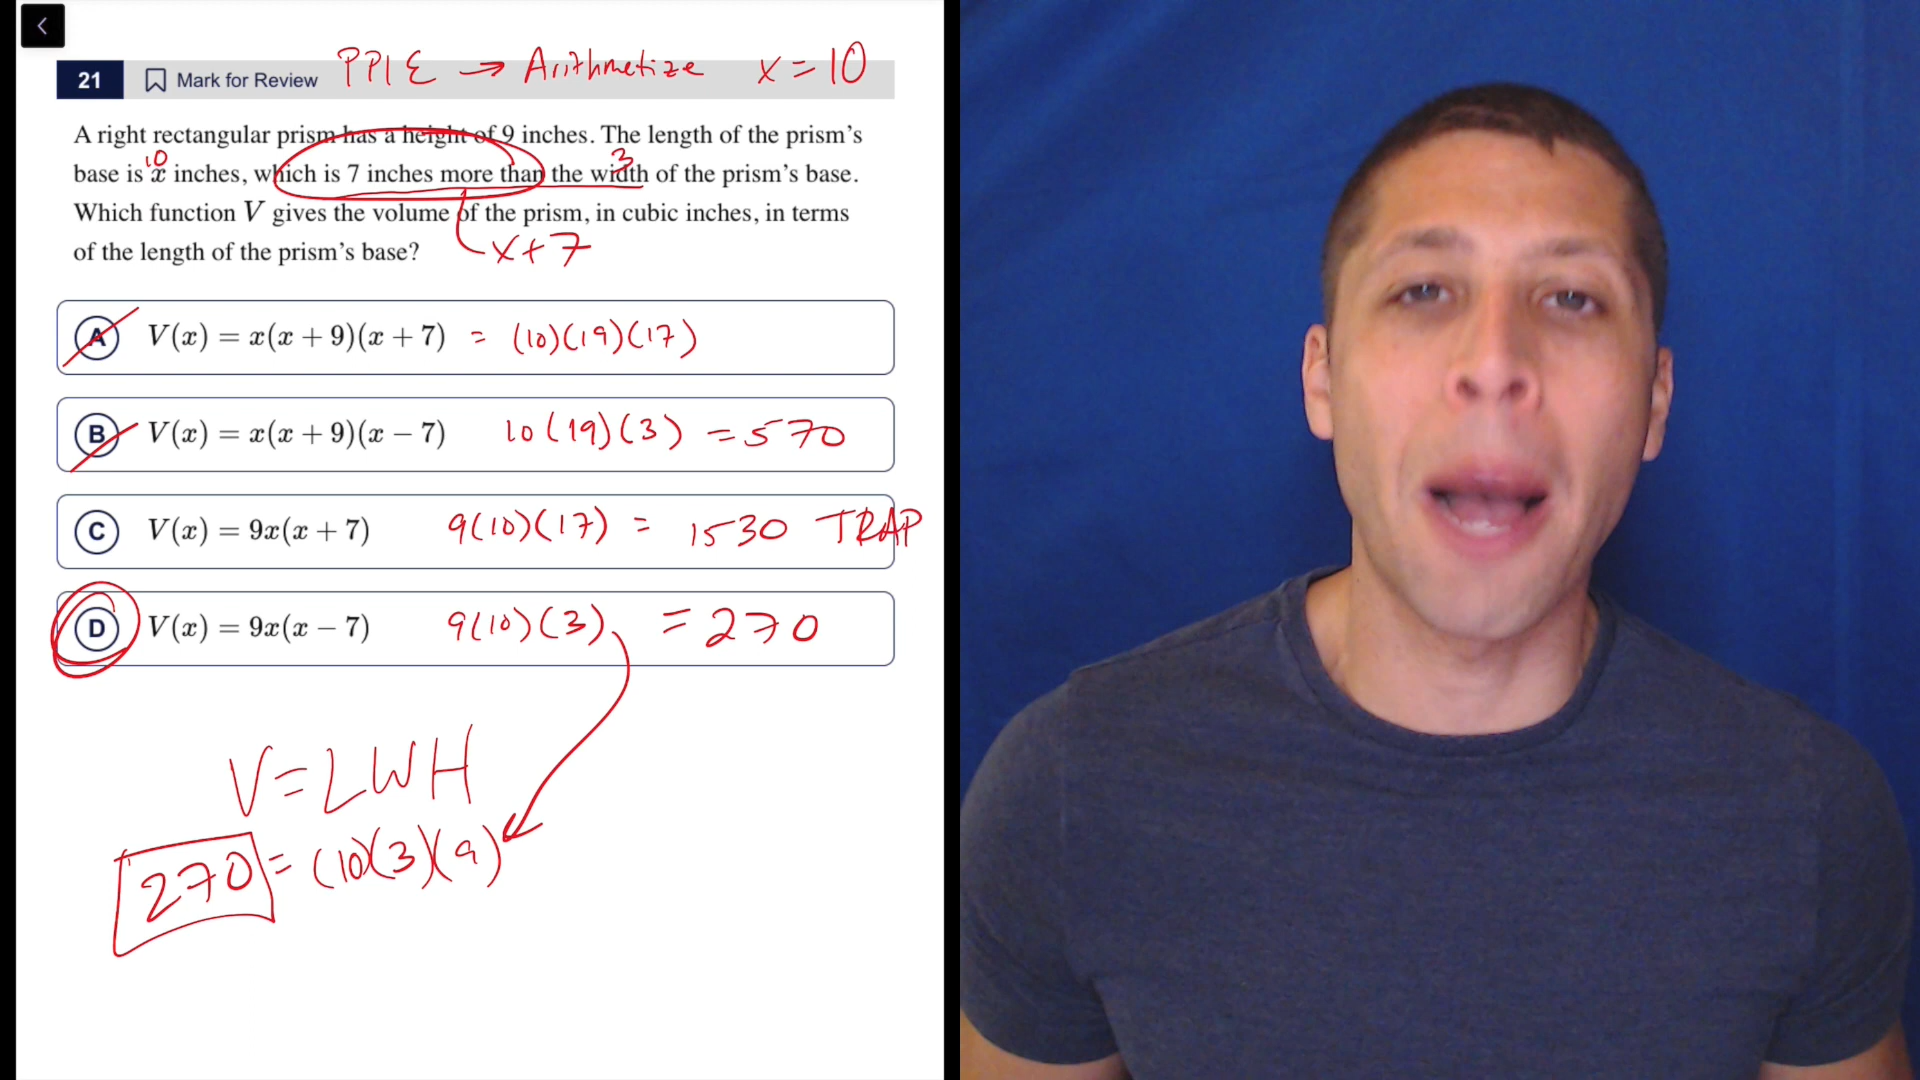 21 Mark for Review PPIE → Arithmetize x = 10
A right rectangular prism has a height of 9 inches. The length of the prism's
10 3
base is x inches, which is 7 inches more than the width of the prism's base.
Which function V gives the volume of the prism, in cubic inches, in terms
of the length of the prism's base? x+7
A V(x) = x(x + 9)(x + 7) = (10)(19)(17)
B V(x) = x(x + 9)(x − 7) 10(19)(3) = 570
C V(x) = 9x(x + 7) 9(10)(17) = 1530 TRAP
D V(x) = 9x(x − 7) 9(10)(3) = 270
V=LWH
270 = (10)(3)(9)